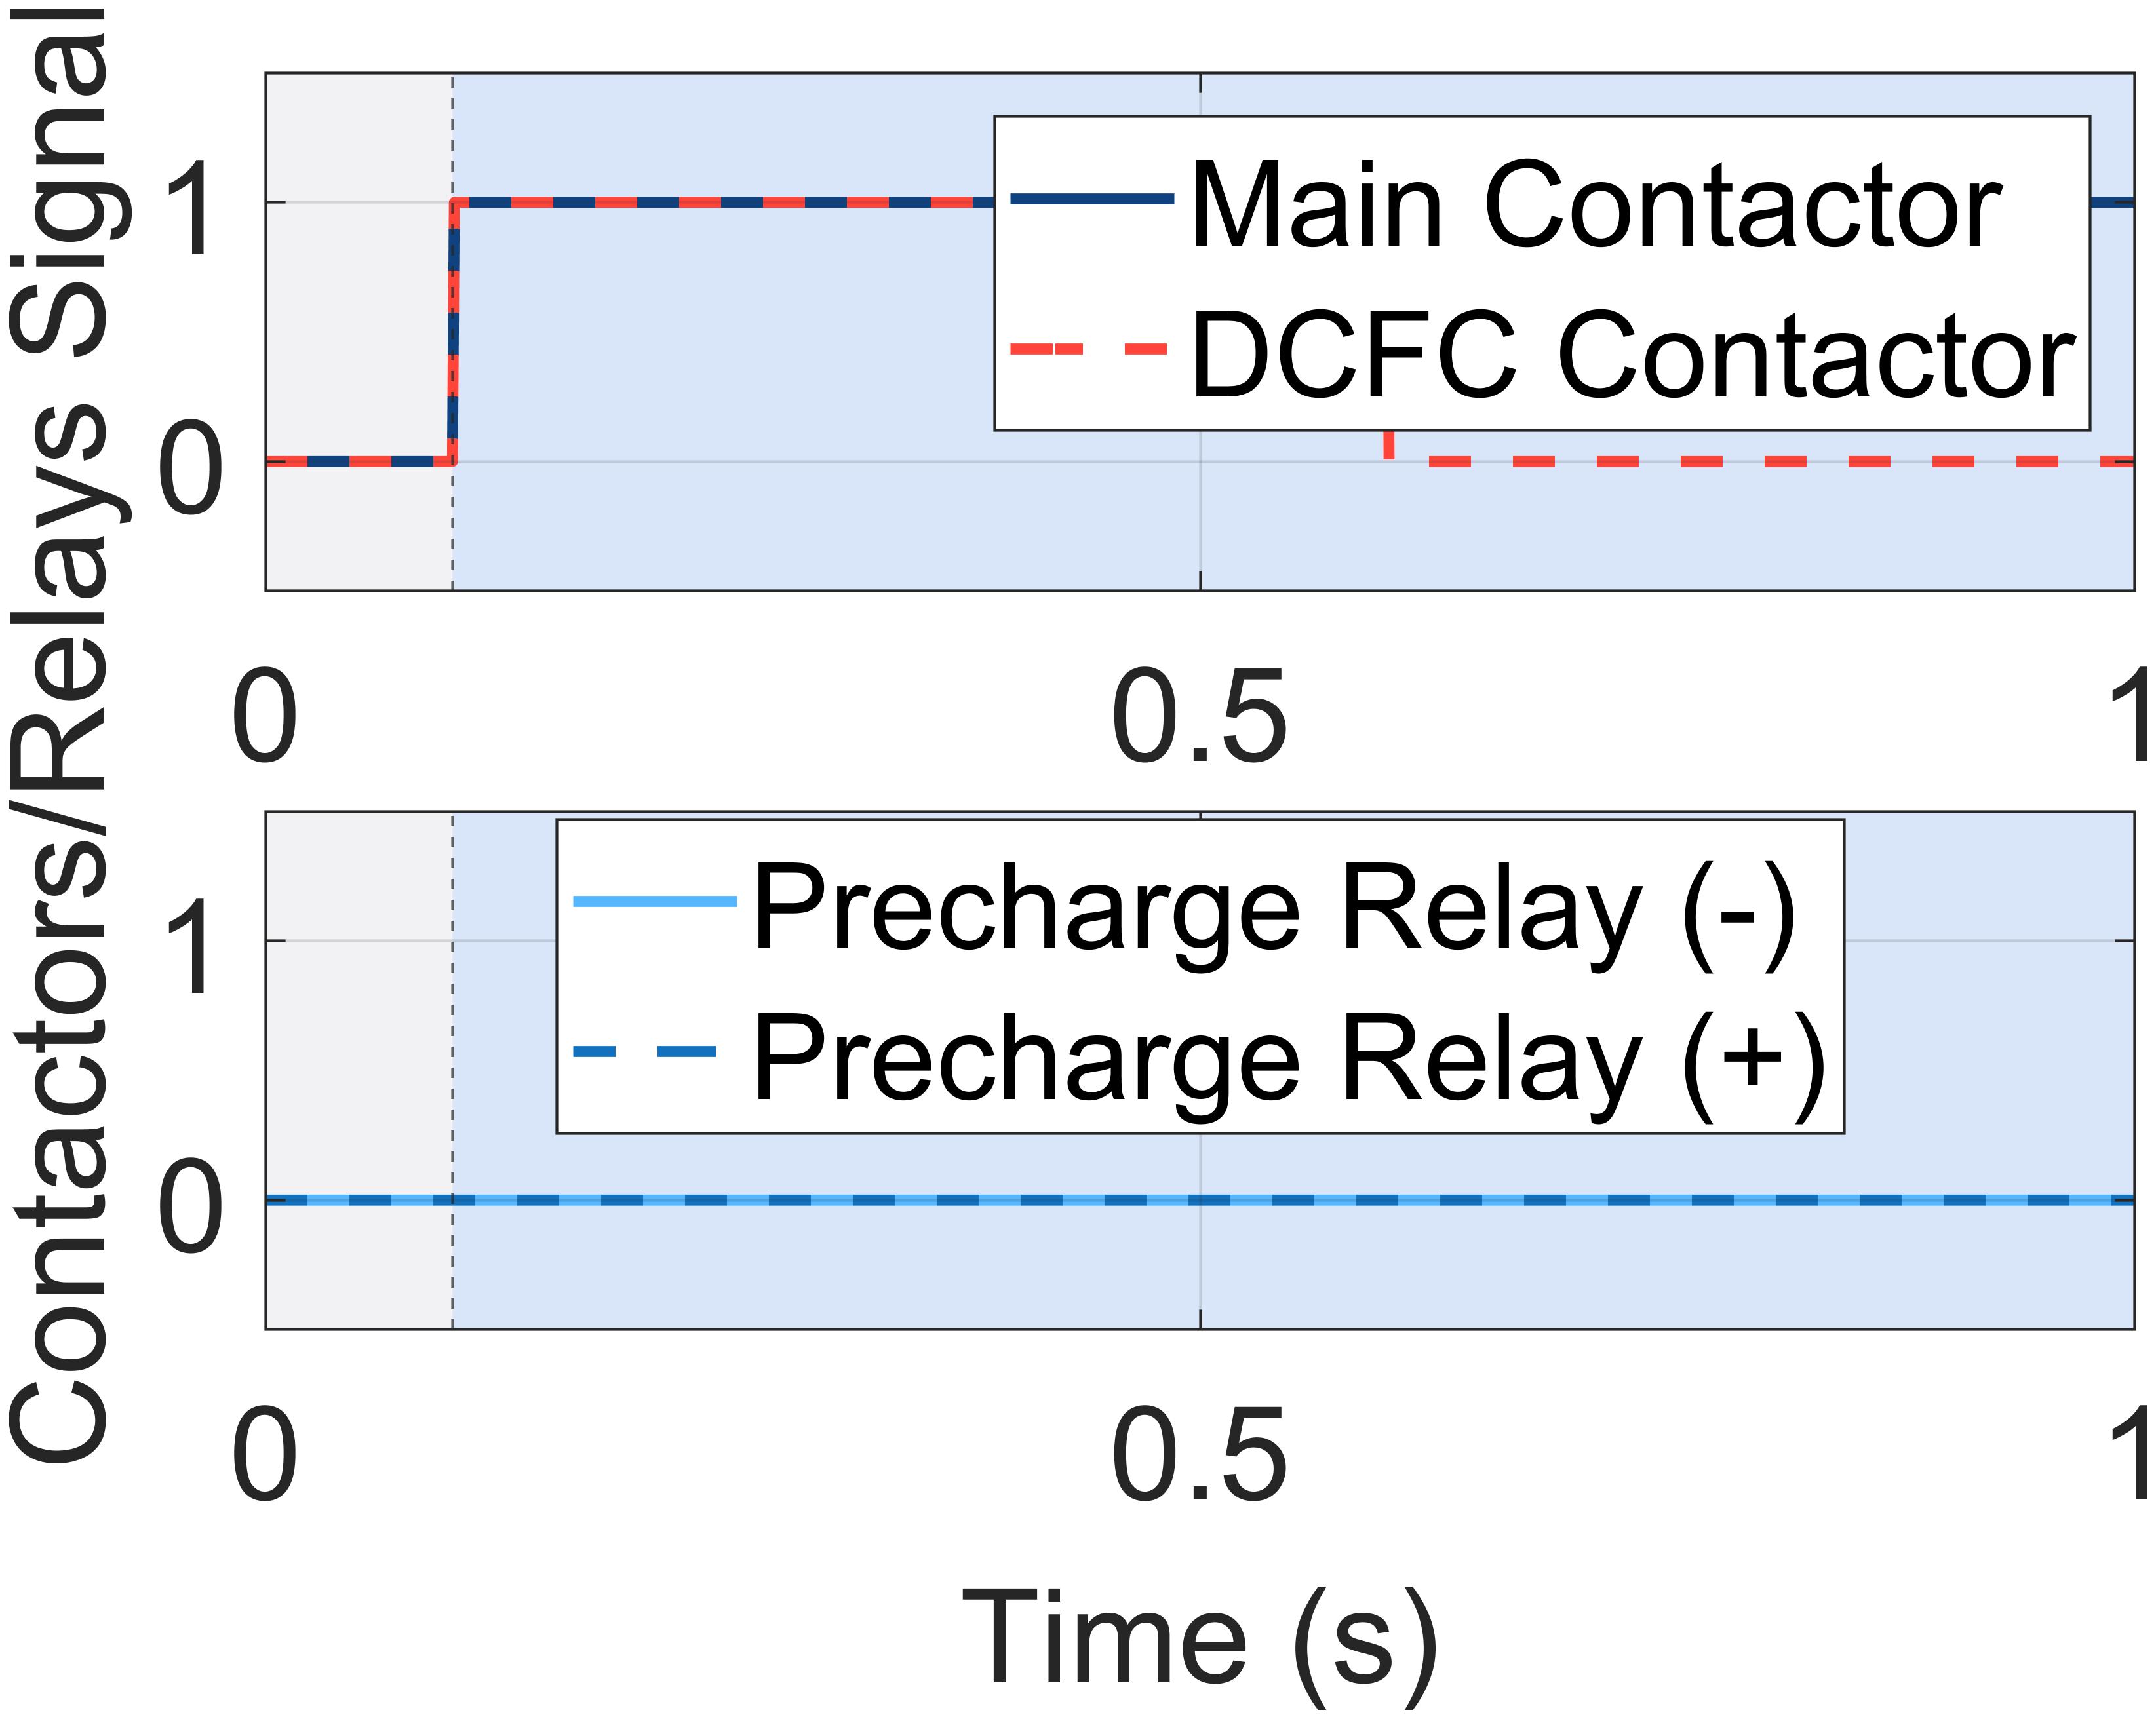 Contactors/Relays Signal
1
Main Contactor
DCFC Contactor
0
0
0.5
1
Precharge Relay (-)
1
Precharge Relay (+)
0
0
0.5
1
Time (s)